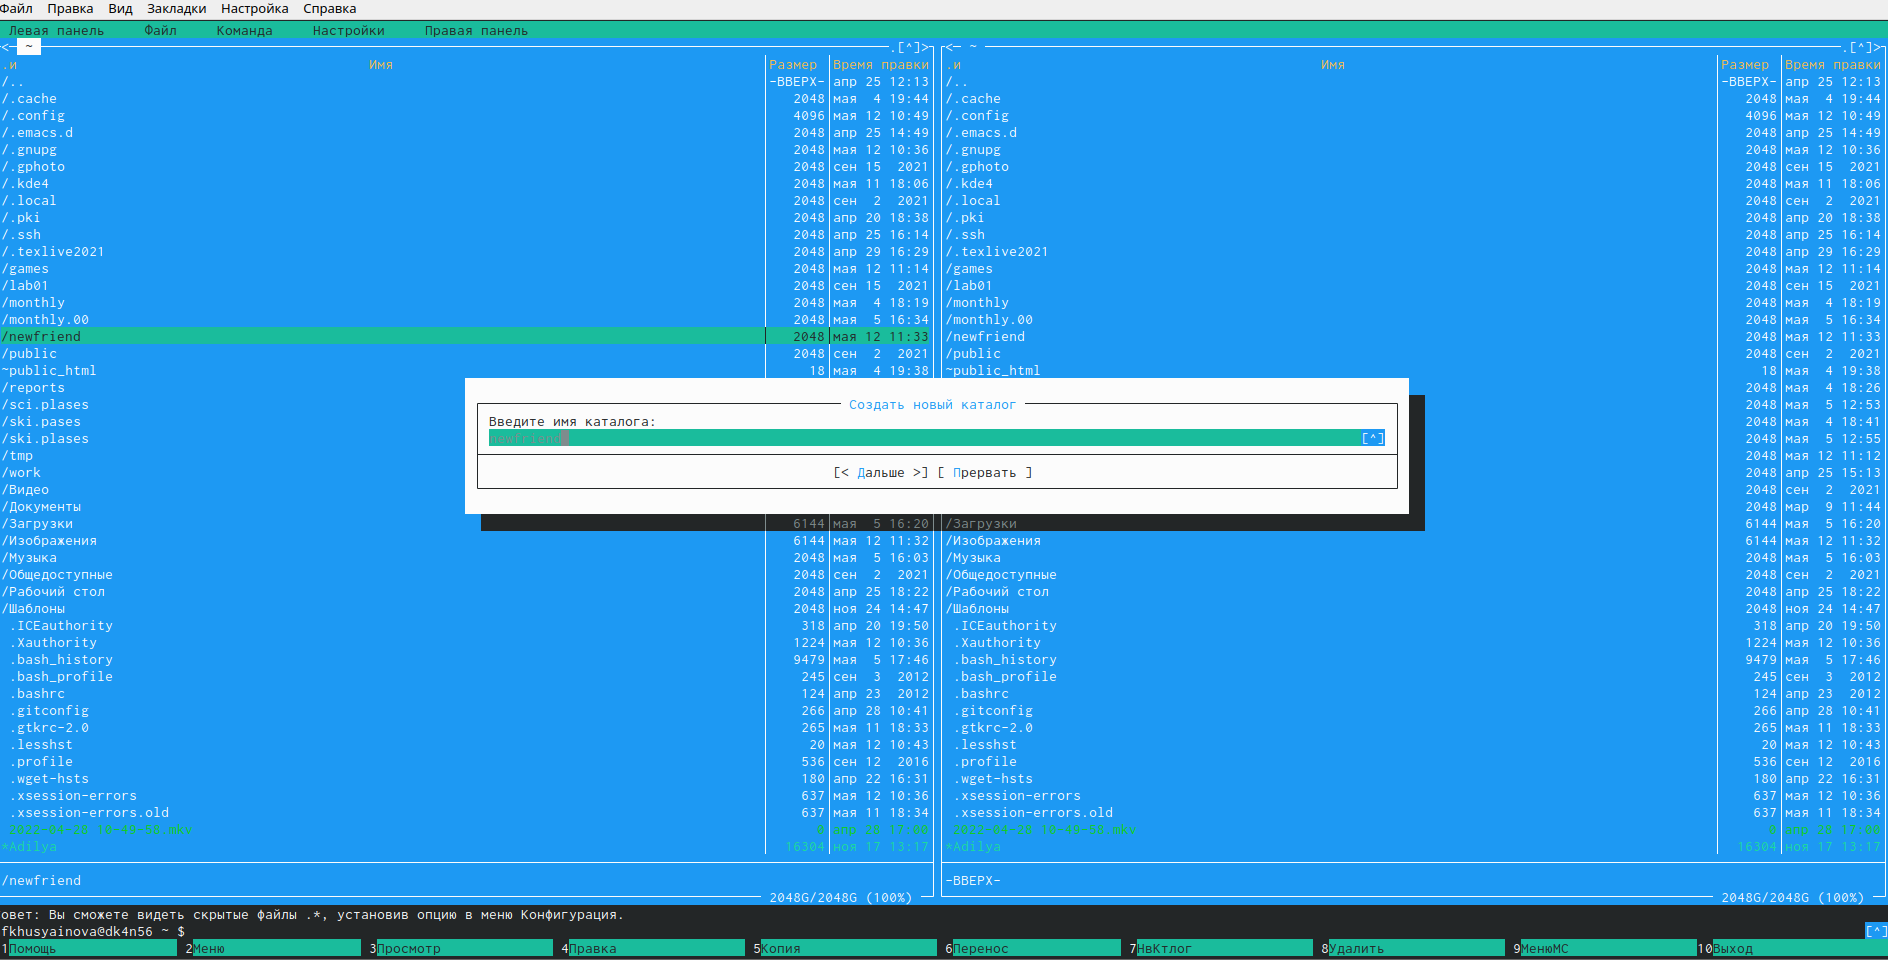 Файл Правка Вид Закладки Настройка Справка
Левая панель Файл Команда Настройки Правая панель
<─ ~ .[^]> <─ ~ .[^]>
.и Имя Размер Время правки .и Имя Размер Время правки
/.. -ВВЕРХ- апр 25 12:13 /.. -ВВЕРХ- апр 25 12:13
/.cache 2048 мая 4 19:44 /.cache 2048 мая 4 19:44
/.config 4096 мая 12 10:49 /.config 4096 мая 12 10:49
/.emacs.d 2048 апр 25 14:49 /.emacs.d 2048 апр 25 14:49
/.gnupg 2048 мая 12 10:36 /.gnupg 2048 мая 12 10:36
/.gphoto 2048 сен 15 2021 /.gphoto 2048 сен 15 2021
/.kde4 2048 мая 11 18:06 /.kde4 2048 мая 11 18:06
/.local 2048 сен 2 2021 /.local 2048 сен 2 2021
/.pki 2048 апр 20 18:38 /.pki 2048 апр 20 18:38
/.ssh 2048 апр 25 16:14 /.ssh 2048 апр 25 16:14
/.texlive2021 2048 апр 29 16:29 /.texlive2021 2048 апр 29 16:29
/games 2048 мая 12 11:14 /games 2048 мая 12 11:14
/lab01 2048 сен 15 2021 /lab01 2048 сен 15 2021
/monthly 2048 мая 4 18:19 /monthly 2048 мая 4 18:19
/monthly.00 2048 мая 5 16:34 /monthly.00 2048 мая 5 16:34
/newfriend 2048 мая 12 11:33 /newfriend 2048 мая 12 11:33
/public 2048 сен 2 2021 /public 2048 сен 2 2021
~public_html 18 мая 4 19:38 ~public_html 18 мая 4 19:38
/reports 2048 мая 4 18:26
/sci.plases Создать новый каталог 2048 мая 5 12:53
/ski.pases Введите имя каталога: 2048 мая 4 18:41
/ski.plases newfriend [^] 2048 мая 5 12:55
/tmp 2048 мая 12 11:12
/work [< Дальше >] [ Прервать ] 2048 апр 25 15:13
/Видео 2048 сен 2 2021
/Документы 2048 мар 9 11:44
/Загрузки 6144 мая 5 16:20 /Загрузки 6144 мая 5 16:20
/Изображения 6144 мая 12 11:32 /Изображения 6144 мая 12 11:32
/Музыка 2048 мая 5 16:03 /Музыка 2048 мая 5 16:03
/Общедоступные 2048 сен 2 2021 /Общедоступные 2048 сен 2 2021
/Рабочий стол 2048 апр 25 18:22 /Рабочий стол 2048 апр 25 18:22
/Шаблоны 2048 ноя 24 14:47 /Шаблоны 2048 ноя 24 14:47
.ICEauthority 318 апр 20 19:50 .ICEauthority 318 апр 20 19:50
.Xauthority 1224 мая 12 10:36 .Xauthority 1224 мая 12 10:36
.bash_history 9479 мая 5 17:46 .bash_history 9479 мая 5 17:46
.bash_profile 245 сен 3 2012 .bash_profile 245 сен 3 2012
.bashrc 124 апр 23 2012 .bashrc 124 апр 23 2012
.gitconfig 266 апр 28 10:41 .gitconfig 266 апр 28 10:41
.gtkrc-2.0 265 мая 11 18:33 .gtkrc-2.0 265 мая 11 18:33
.lesshst 20 мая 12 10:43 .lesshst 20 мая 12 10:43
.profile 536 сен 12 2016 .profile 536 сен 12 2016
.wget-hsts 180 апр 22 16:31 .wget-hsts 180 апр 22 16:31
.xsession-errors 637 мая 12 10:36 .xsession-errors 637 мая 12 10:36
.xsession-errors.old 637 мая 11 18:34 .xsession-errors.old 637 мая 11 18:34
*Adilya 16304 ноя 17 13:17 *Adilya 16304 ноя 17 13:17
/newfriend -ВВЕРХ-
2048G/2048G (100%) 2048G/2048G (100%)
овет: Вы сможете видеть скрытые файлы .*, установив опцию в меню Конфигурация.
fkhusyainova@dk4n56 ~ $ [^]
1Помощь 2Меню 3Просмотр 4Правка 5Копия 6Перенос 7НвКтлог 8Удалить 9МенюМС 10Выход